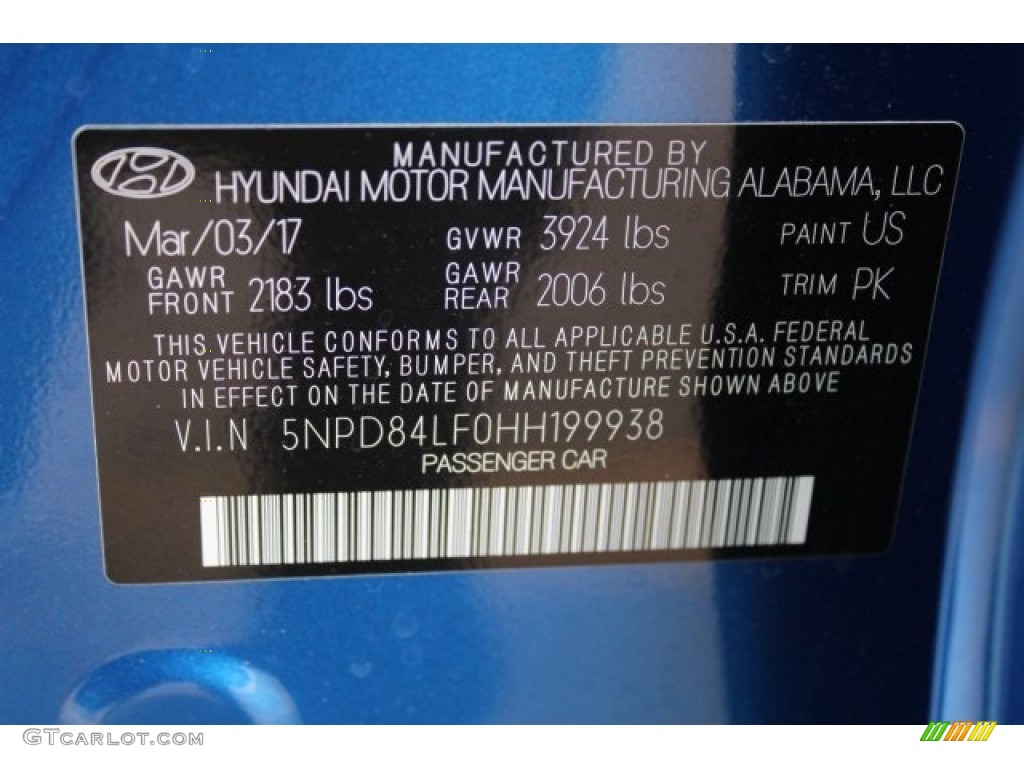 MANUFACTURED BY
HYUNDAI MOTOR MANUFACTURING ALABAMA, LLC
Mar/03/17 GVWR 3924 lbs PAINT US
GAWR FRONT 2183 lbs GAWR REAR 2006 lbs TRIM PK
THIS VEHICLE CONFORMS TO ALL APPLICABLE U.S.A. FEDERAL
MOTOR VEHICLE SAFETY, BUMPER, AND THEFT PREVENTION STANDARDS
IN EFFECT ON THE DATE OF MANUFACTURE SHOWN ABOVE
V.I.N 5NPD84LF0HH199938
PASSENGER CAR
GTCARLOT.COM